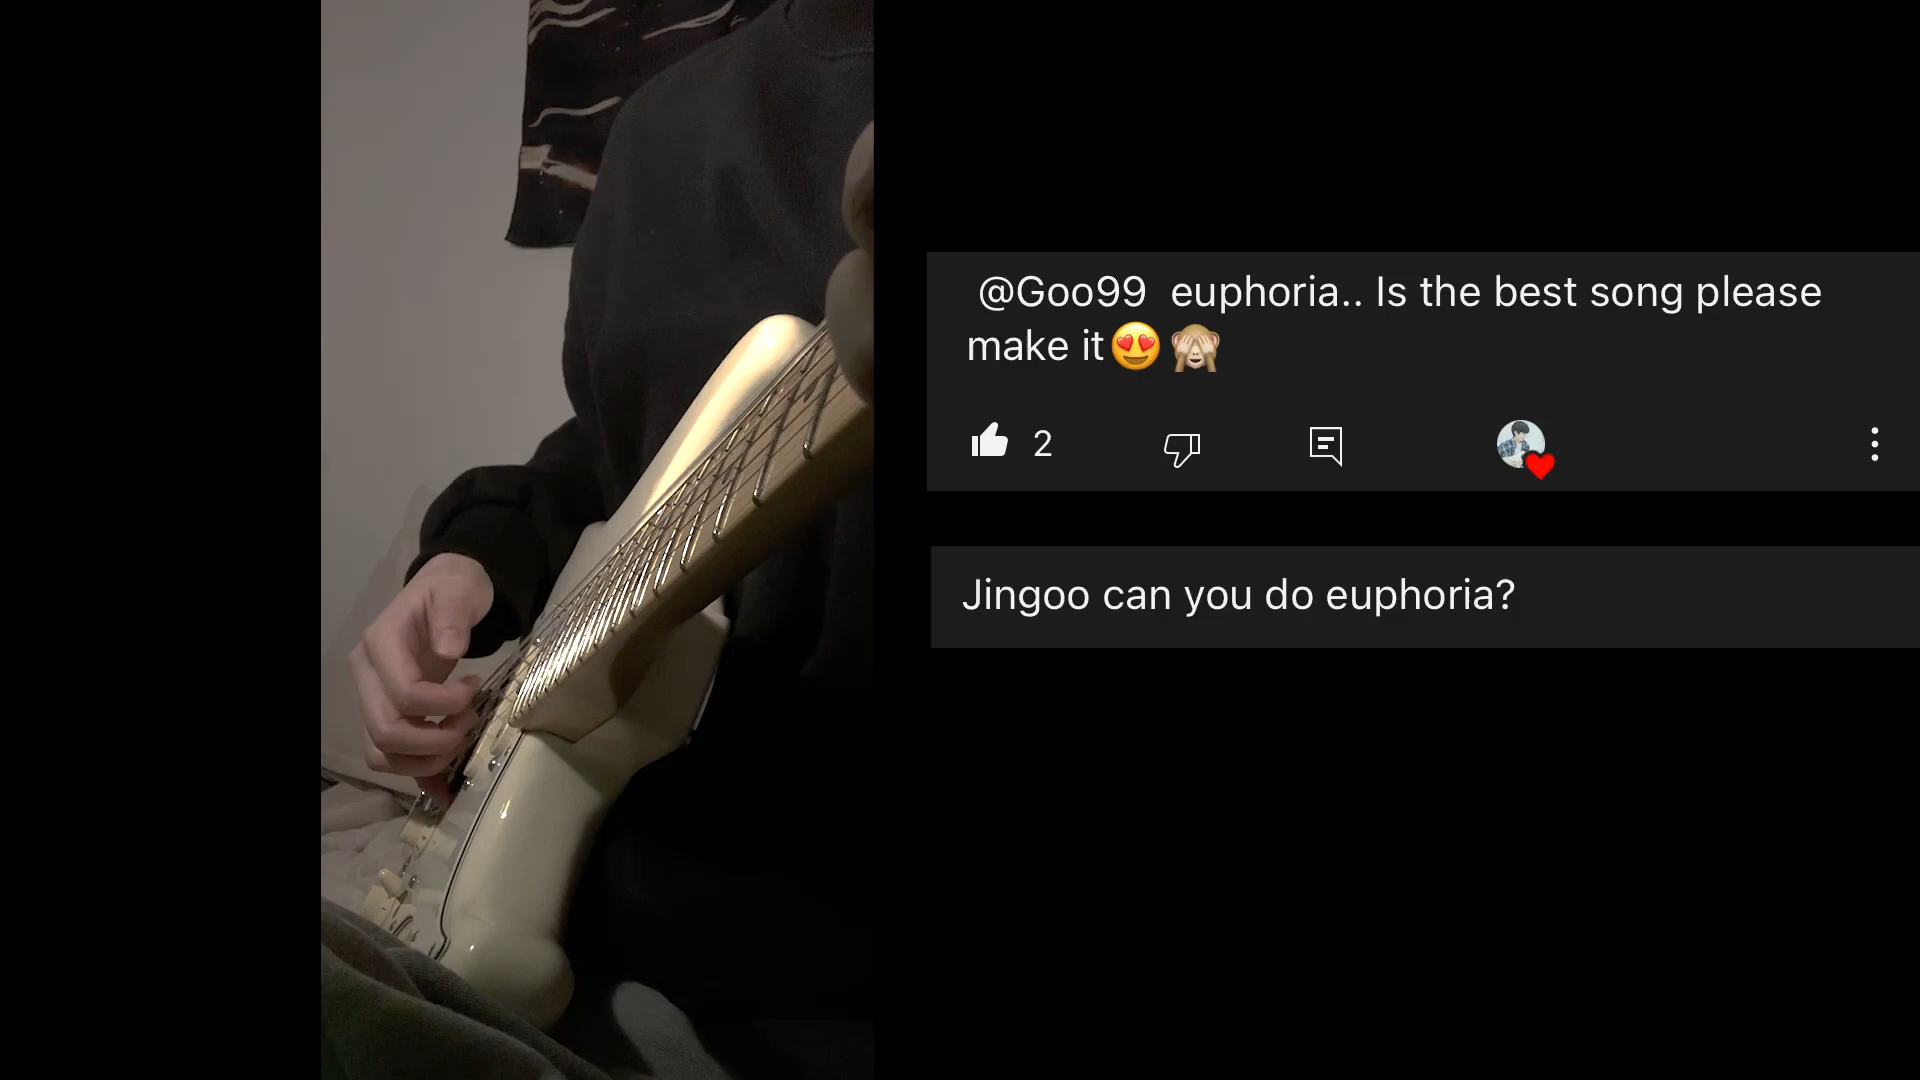 @Goo99 euphoria.. Is the best song please
make it😍🙈
2
Jingoo can you do euphoria?